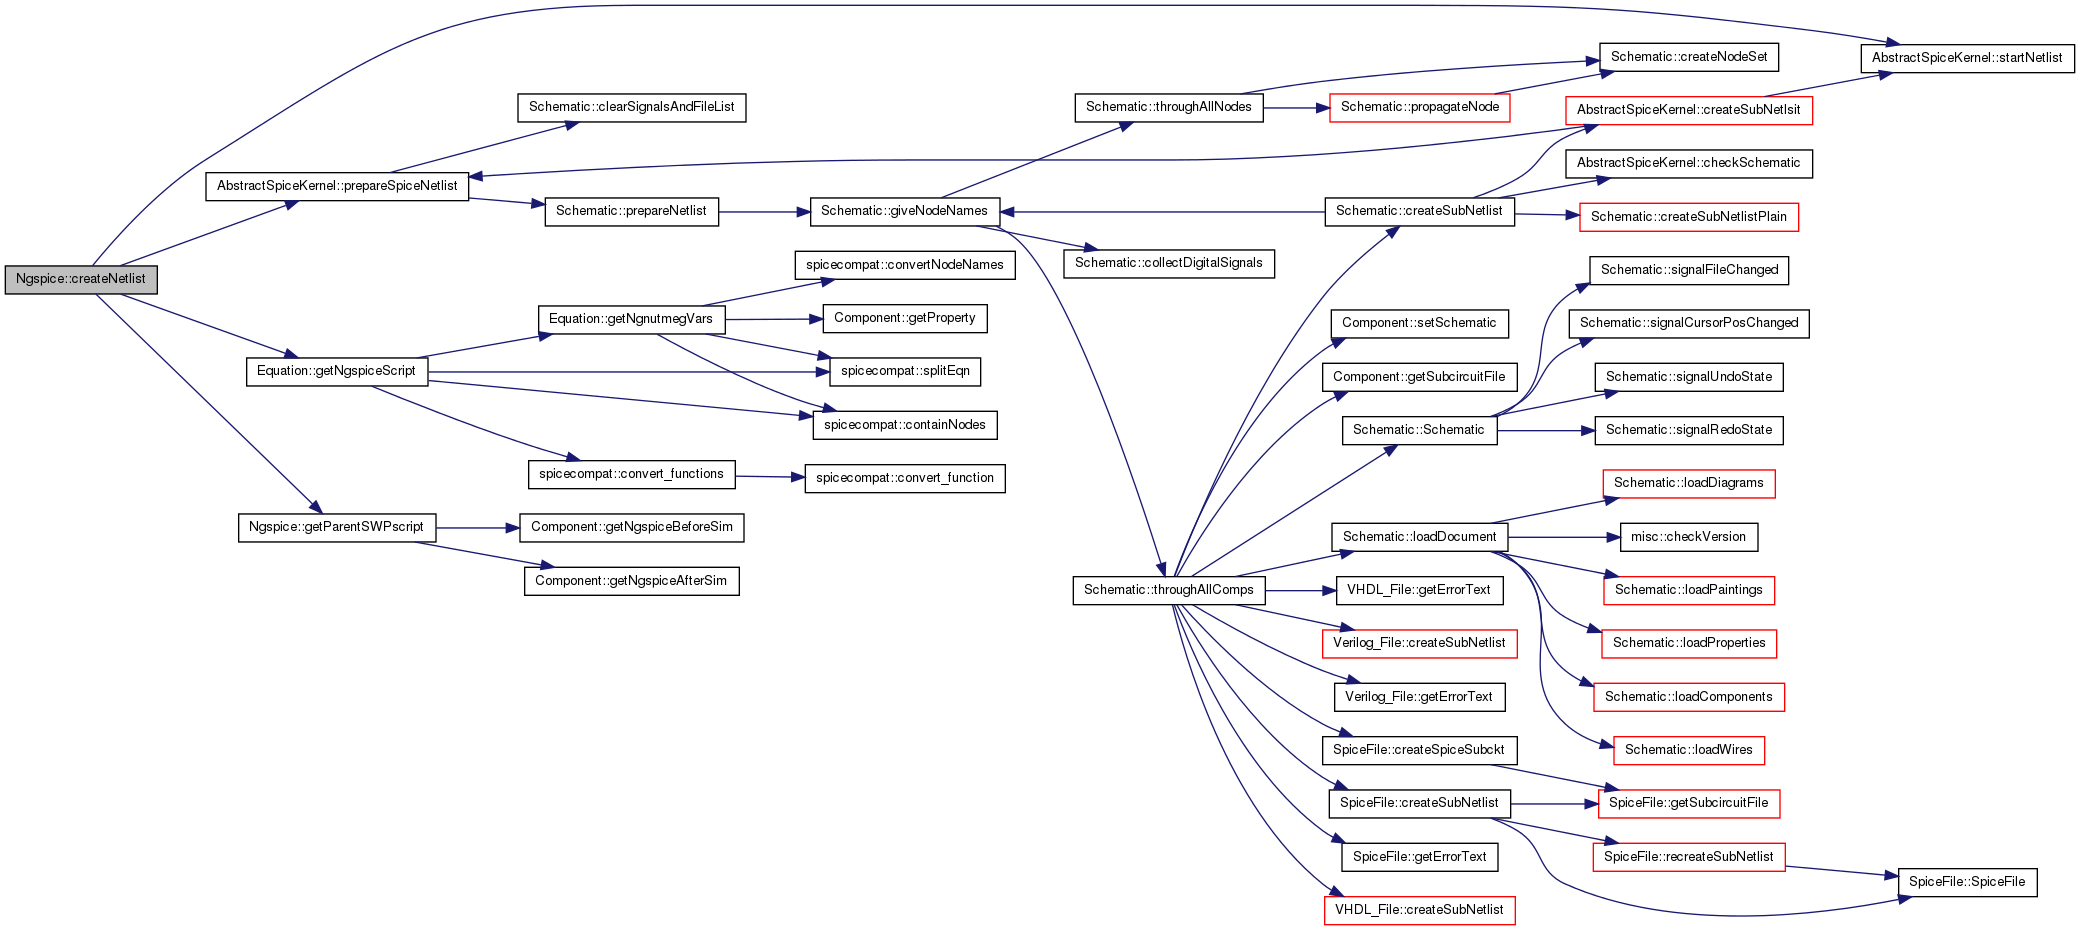 Ngspice::createNetlist
AbstractSpiceKernel::prepareSpiceNetlist
Equation::getNgspiceScript
Ngspice::getParentSWPscript
Schematic::clearSignalsAndFileList
Schematic::prepareNetlist
Equation::getNgnutmegVars
spicecompat::convert_functions
Component::getNgspiceBeforeSim
Component::getNgspiceAfterSim
Schematic::giveNodeNames
spicecompat::convertNodeNames
Component::getProperty
spicecompat::splitEqn
spicecompat::containNodes
spicecompat::convert_function
Schematic::throughAllNodes
Schematic::collectDigitalSignals
Schematic::throughAllComps
Schematic::propagateNode
Schematic::createSubNetlist
Component::setSchematic
Component::getSubcircuitFile
Schematic::Schematic
Schematic::loadDocument
VHDL_File::getErrorText
Verilog_File::createSubNetlist
Verilog_File::getErrorText
SpiceFile::createSpiceSubckt
SpiceFile::createSubNetlist
SpiceFile::getErrorText
VHDL_File::createSubNetlist
Schematic::createNodeSet
AbstractSpiceKernel::createSubNetlsit
AbstractSpiceKernel::checkSchematic
Schematic::createSubNetlistPlain
Schematic::signalFileChanged
Schematic::signalCursorPosChanged
Schematic::signalUndoState
Schematic::signalRedoState
Schematic::loadDiagrams
misc::checkVersion
Schematic::loadPaintings
Schematic::loadProperties
Schematic::loadComponents
Schematic::loadWires
SpiceFile::getSubcircuitFile
SpiceFile::recreateSubNetlist
AbstractSpiceKernel::startNetlist
SpiceFile::SpiceFile